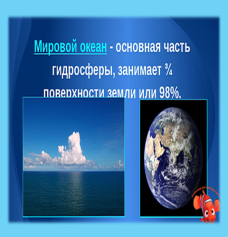 Мировой океан - основная часть
гидросферы, занимает ¾
поверхности земли или 98%.